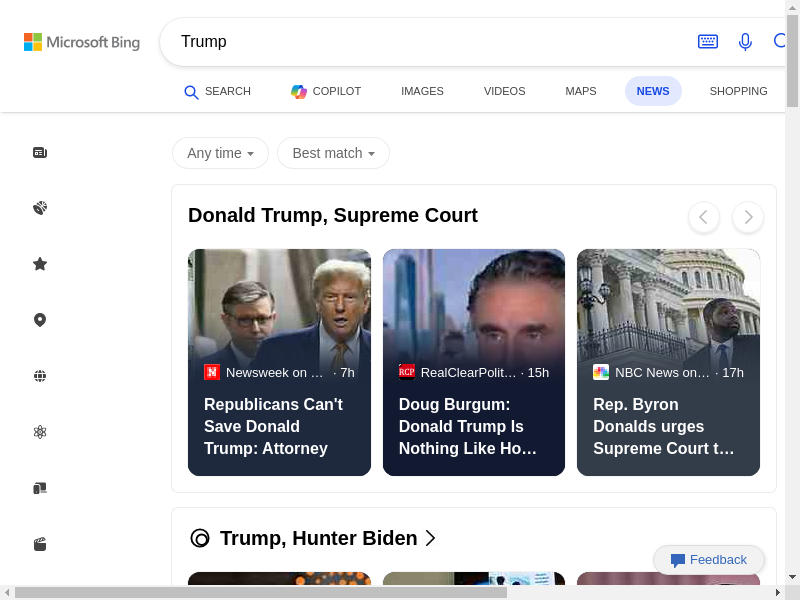 Microsoft Bing
Trump
SEARCH
COPILOT
IMAGES
VIDEOS
MAPS
NEWS
SHOPPING
Any time
Best match
Donald Trump, Supreme Court
Newsweek on ... · 7h
Republicans Can't
Save Donald
Trump: Attorney
RCP
RealClearPolit... · 15h
Doug Burgum:
Donald Trump Is
Nothing Like Ho...
NBC News on... · 17h
Rep. Byron
Donalds urges
Supreme Court t...
Trump, Hunter Biden
Feedback